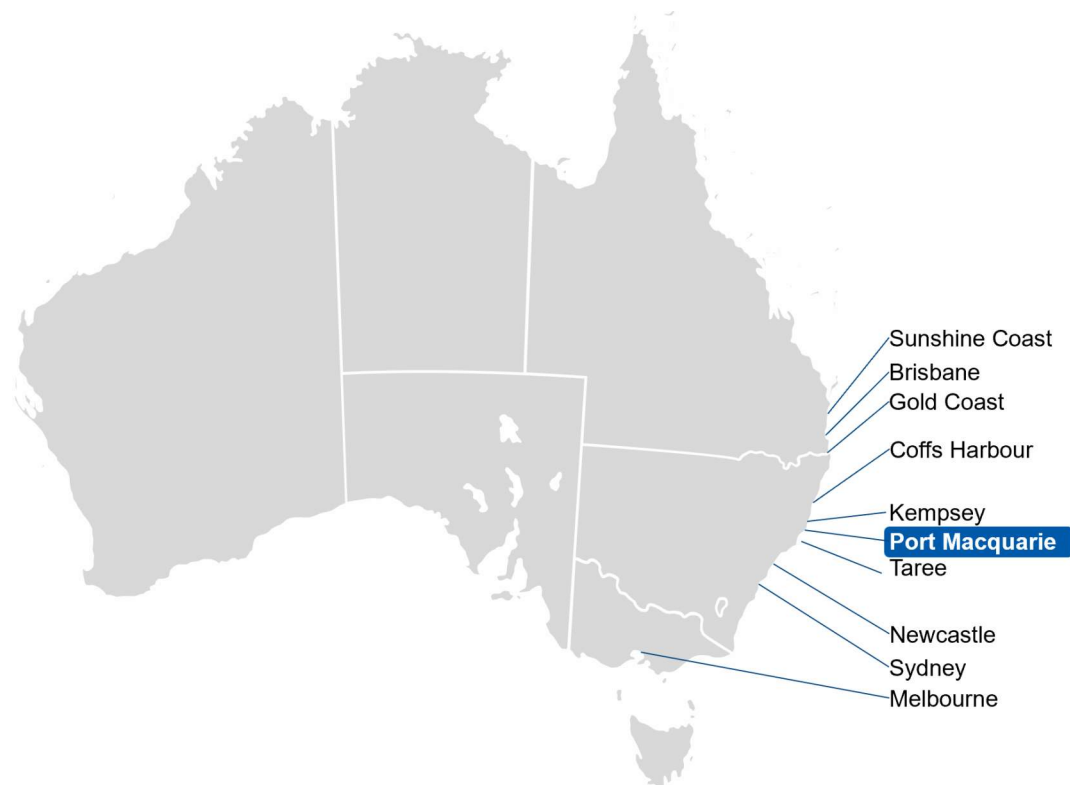 Sunshine Coast
Brisbane
Gold Coast
Coffs Harbour
Kempsey
Port Macquarie
Taree
Newcastle
Sydney
Melbourne